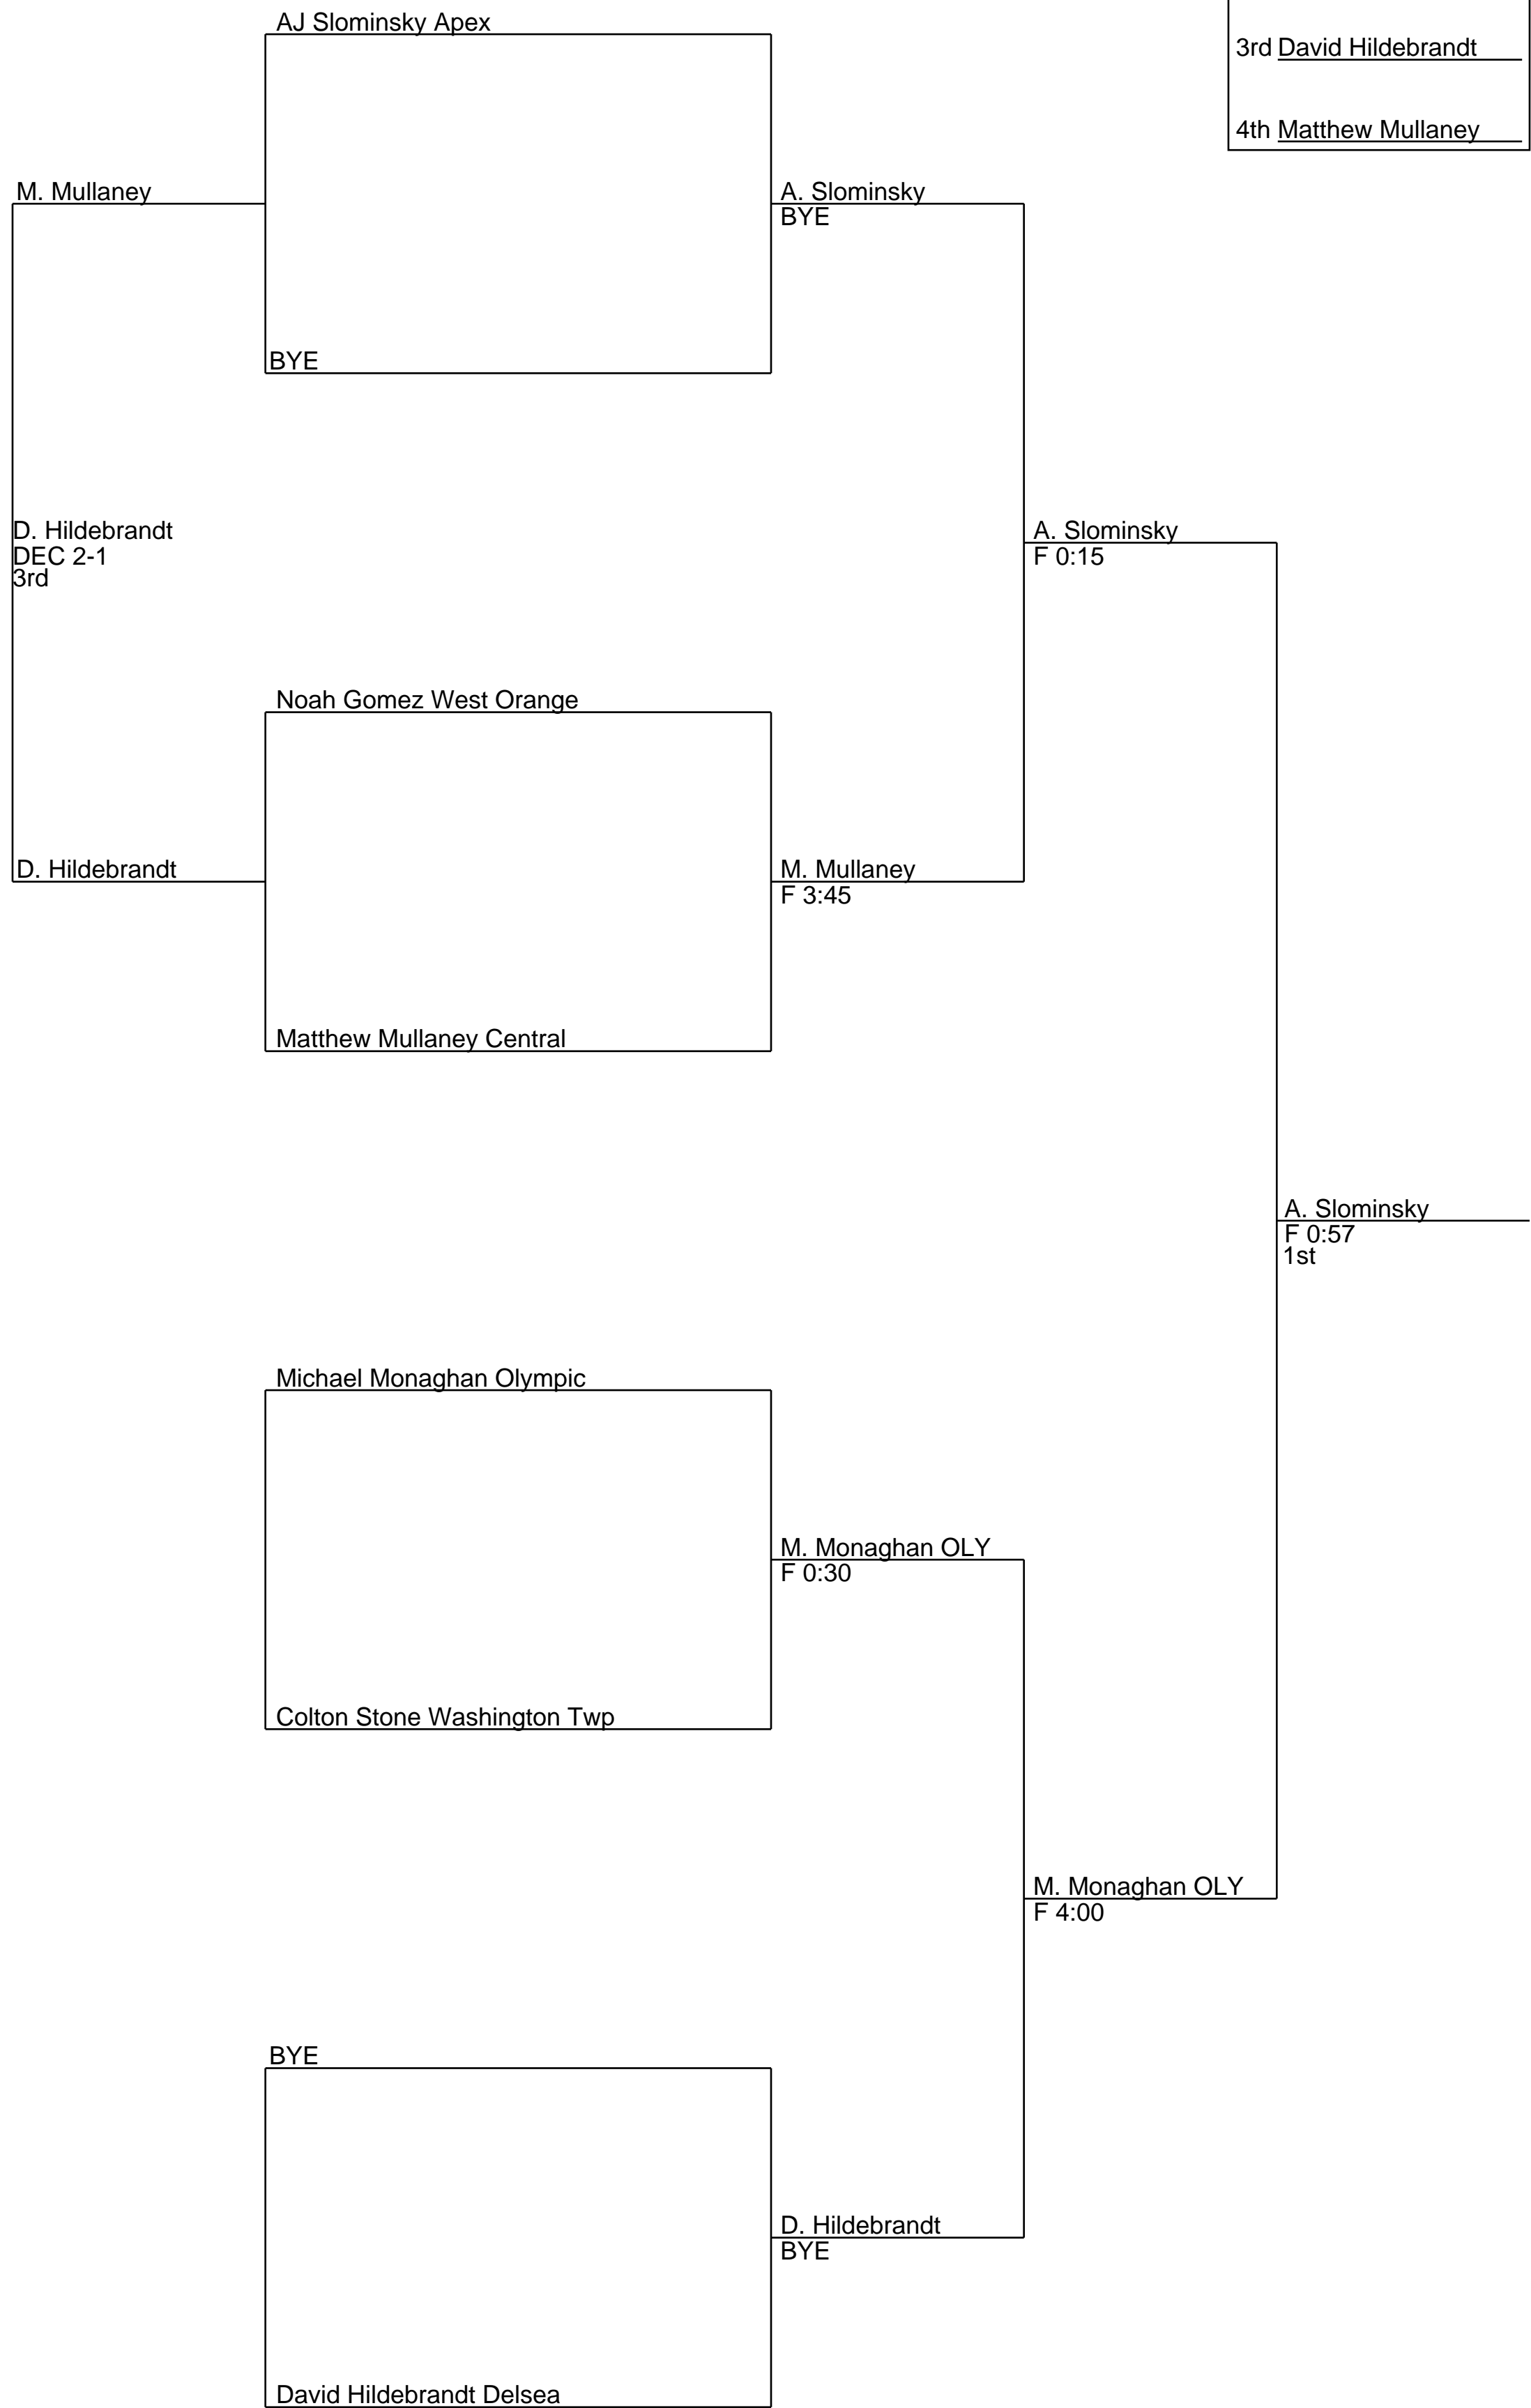 AJ Slominsky Apex
3rd David Hildebrandt
4th Matthew Mullaney
M. Mullaney
A. Slominsky
BYE
BYE
D. Hildebrandt
DEC 2-1
3rd
A. Slominsky
F 0:15
Noah Gomez West Orange
D. Hildebrandt
M. Mullaney
F 3:45
Matthew Mullaney Central
A. Slominsky
F 0:57
1st
Michael Monaghan Olympic
M. Monaghan OLY
F 0:30
Colton Stone Washington Twp
M. Monaghan OLY
F 4:00
BYE
D. Hildebrandt
BYE
David Hildebrandt Delsea